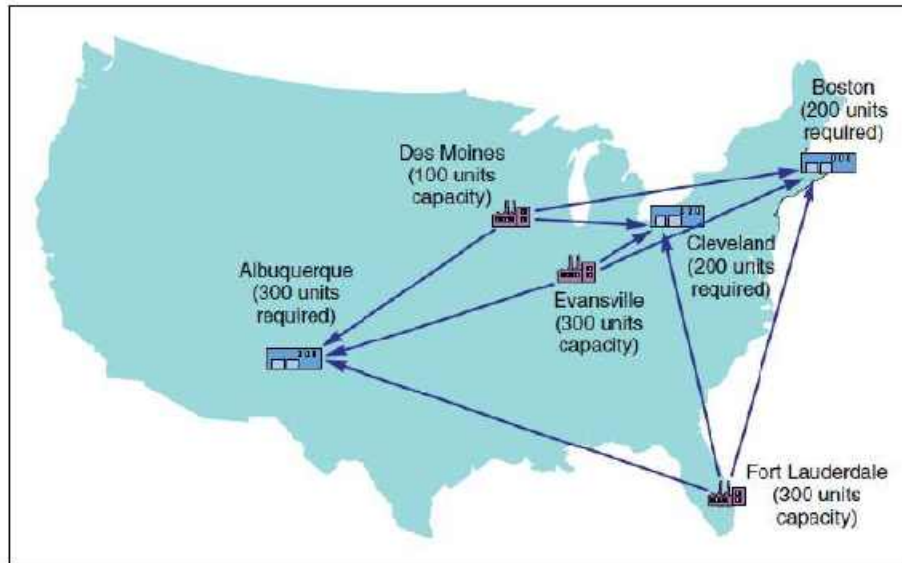 Boston
(200 units
required)
Des Moines
(100 units
capacity)
Cleveland
(200 units
required)
Albuquerque
(300 units
required)
Evansville
(300 units
capacity)
Fort Lauderdale
(300 units
capacity)